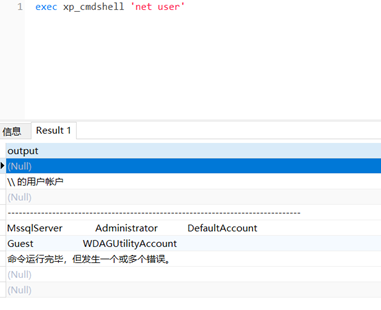 1 exec xp_cmdshell 'net user'
信息 Result 1
output
(Null)
\\ 的用户帐户
(Null)
-------------------------------------------------------------------------------
MssqlServer Administrator DefaultAccount
Guest WDAGUtilityAccount
命令运行完毕，但发生一个或多个错误。
(Null)
(Null)